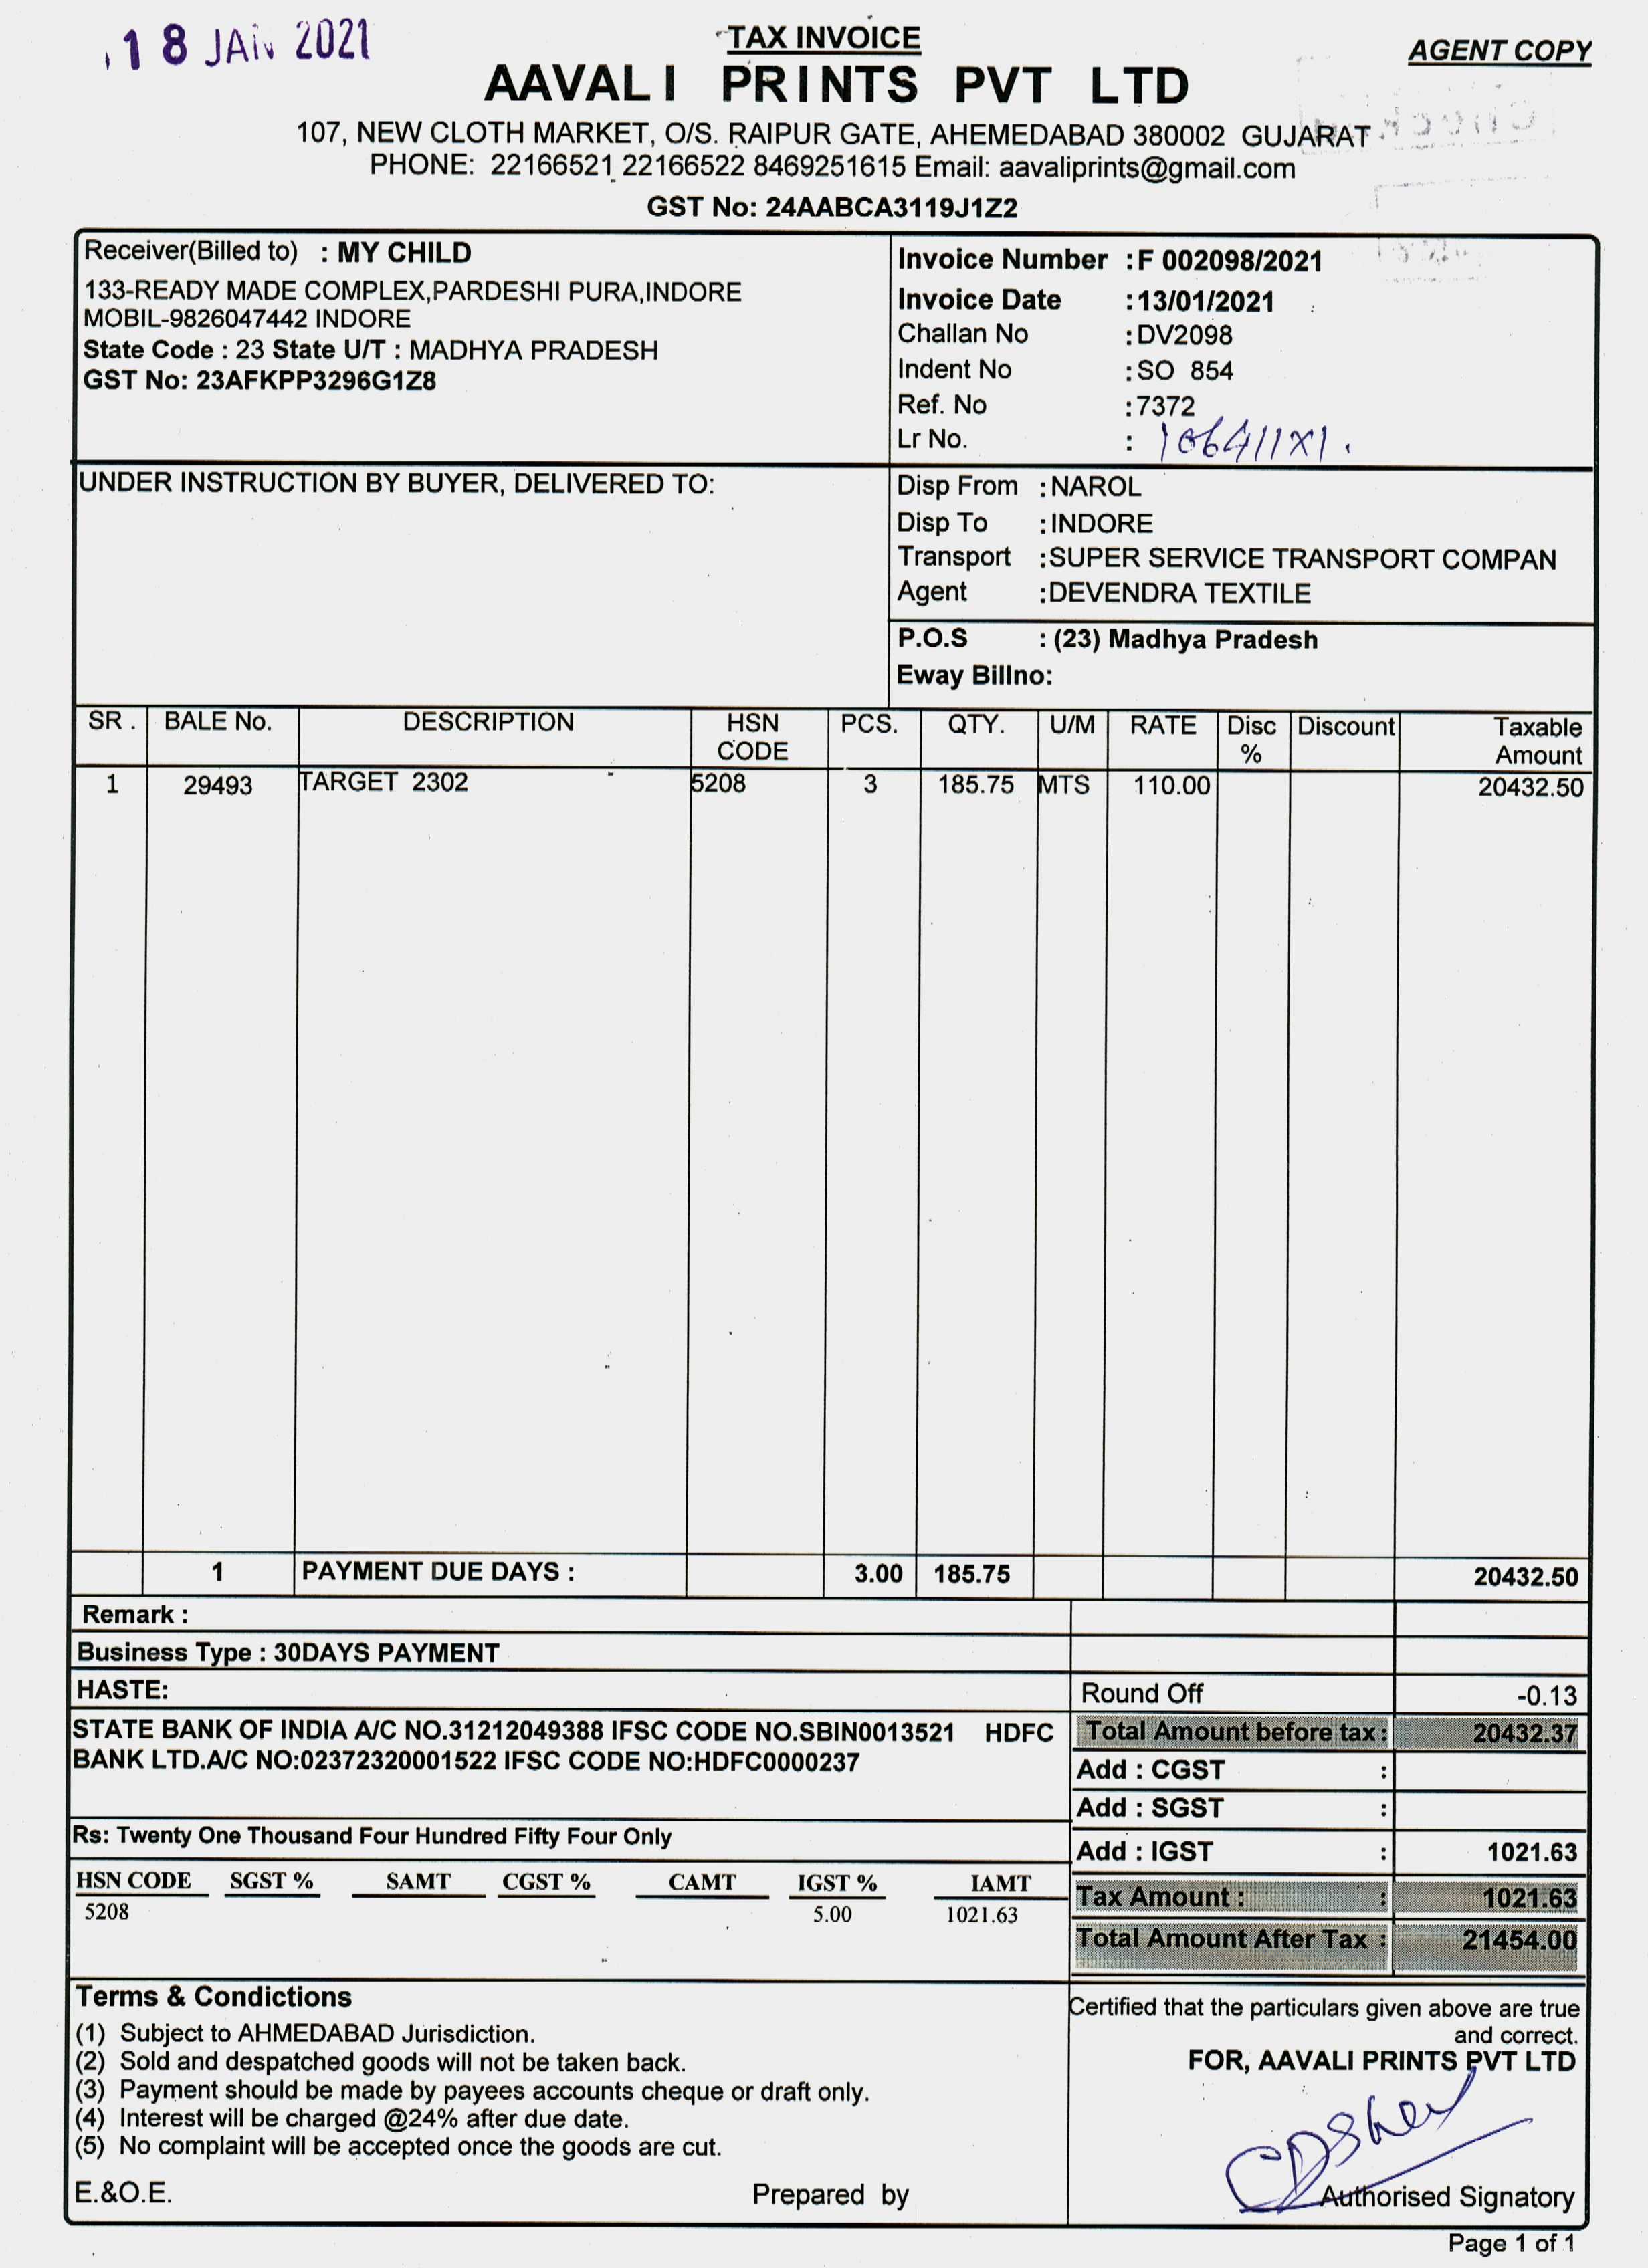 18 JAN 2021
TAX INVOICE
AGENT COPY
AAVALI PRINTS PVT LTD
107, NEW CLOTH MARKET, O/S. RAIPUR GATE, AHEMEDABAD 380002 GUJARAT
PHONE: 22166521 22166522 8469251615 Email: aavaliprints@gmail.com
GST No: 24AABCA3119J1Z2
Receiver(Billed to) : MY CHILD
133-READY MADE COMPLEX,PARDESHI PURA,INDORE
MOBIL-9826047442 INDORE
State Code : 23 State U/T : MADHYA PRADESH
GST No: 23AFKPP3296G1Z8
Invoice Number : F 002098/2021
Invoice Date : 13/01/2021
Challan No : DV2098
Indent No : SO 854
Ref. No : 7372
Lr No. :
UNDER INSTRUCTION BY BUYER, DELIVERED TO:
Disp From : NAROL
Disp To : INDORE
Transport : SUPER SERVICE TRANSPORT COMPAN
Agent : DEVENDRA TEXTILE
P.O.S : (23) Madhya Pradesh
Eway Billno:
SR. BALE No. DESCRIPTION HSN CODE PCS. QTY. U/M RATE Disc % Discount Taxable Amount
1 29493 TARGET 2302 5208 3 185.75 MTS 110.00 20432.50
1 PAYMENT DUE DAYS : 3.00 185.75 20432.50
Remark :
Business Type : 30DAYS PAYMENT
HASTE:
Round Off -0.13
STATE BANK OF INDIA A/C NO.31212049388 IFSC CODE NO.SBIN0013521 HDFC
BANK LTD.A/C NO:02372320001522 IFSC CODE NO:HDFC0000237
Total Amount before tax: 20432.37
Add : CGST :
Add : SGST :
Rs: Twenty One Thousand Four Hundred Fifty Four Only
Add : IGST : 1021.63
HSN CODE SGST % SAMT CGST % CAMT IGST % IAMT
5208 5.00 1021.63
Tax Amount : : 1021.63
Total Amount After Tax : 21454.00
Terms & Condictions
(1) Subject to AHMEDABAD Jurisdiction.
(2) Sold and despatched goods will not be taken back.
(3) Payment should be made by payees accounts cheque or draft only.
(4) Interest will be charged @24% after due date.
(5) No complaint will be accepted once the goods are cut.
E.&O.E.
Prepared by
Certified that the particulars given above are true
and correct.
FOR, AAVALI PRINTS PVT LTD
Authorised Signatory
Page 1 of 1